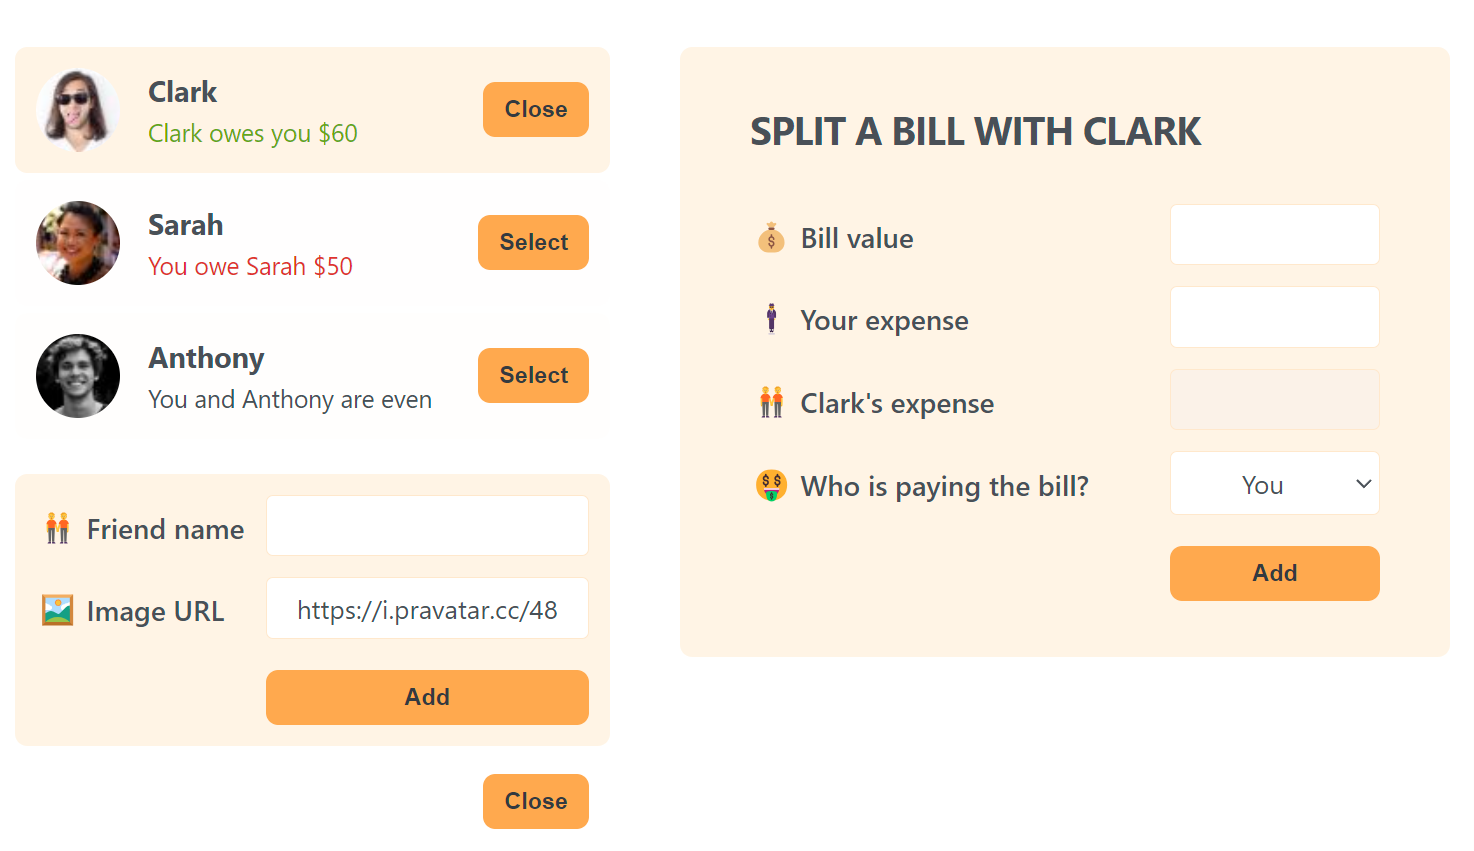 Clark
Clark owes you $60
Close
Sarah
You owe Sarah $50
Select
Anthony
You and Anthony are even
Select
Friend name
Image URL
https://i.pravatar.cc/48
Add
Close
SPLIT A BILL WITH CLARK
Bill value
Your expense
Clark's expense
Who is paying the bill?
You
Add